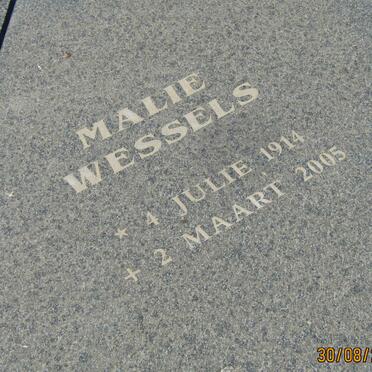 MALIE
WESSELS
* 4 JULIE 1914
+ 2 MAART 2005
30/08/